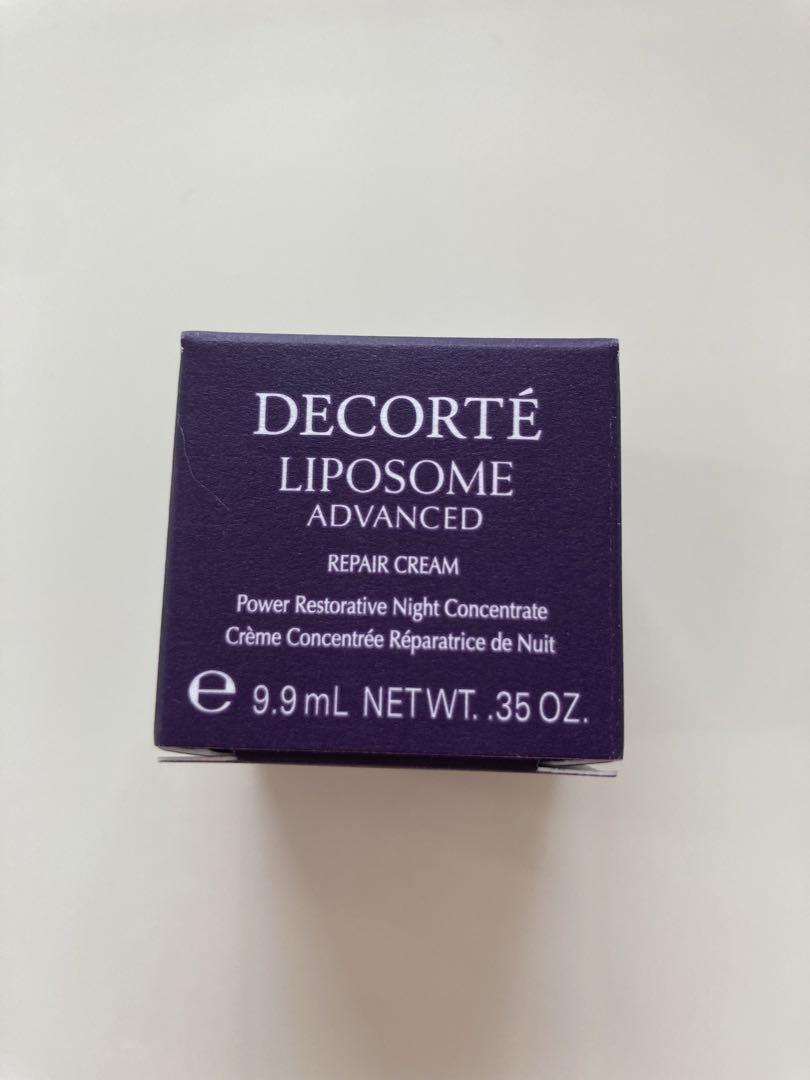 DECORTÉ
LIPOSOME
ADVANCED
REPAIR CREAM
Power Restorative Night Concentrate
Crème Concentrée Réparatrice de Nuit
℮ 9.9 mL NET WT. .35 OZ.